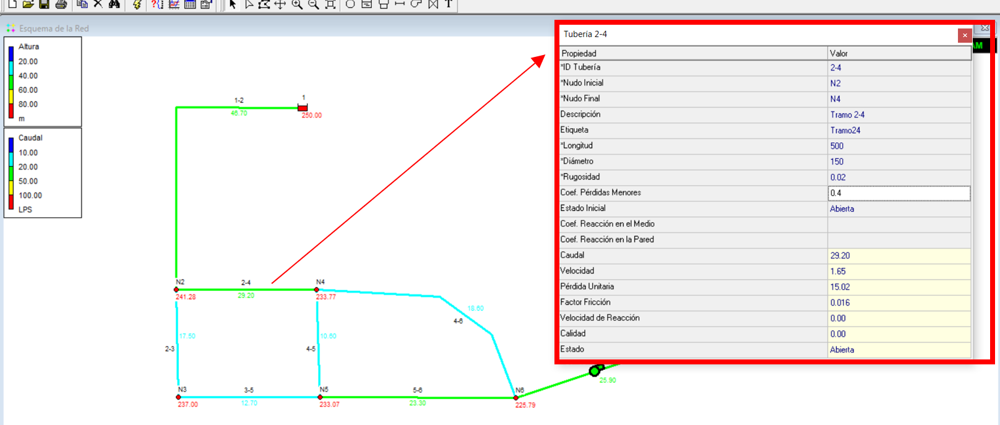 Esquema de la Red
Altura
20.00
40.00
60.00
80.00
m
Caudal
10.00
20.00
50.00
100.00
LPS
1-2
46.70
1
250.00
N2
241.28
2-4
29.20
N4
233.77
18.60
4-6
17.50
2-3
10.60
4-5
N3
237.00
3-5
12.70
N5
233.07
5-6
23.30
N6
225.79
25.90
AM
Tubería 2-4
Propiedad Valor
*ID Tubería 2-4
*Nudo Inicial N2
*Nudo Final N4
Descripción Tramo 2-4
Etiqueta Tramo24
*Longitud 500
*Diámetro 150
*Rugosidad 0.02
Coef. Pérdidas Menores 0.4
Estado Inicial Abierta
Coef. Reacción en el Medio
Coef. Reacción en la Pared
Caudal 29.20
Velocidad 1.65
Pérdida Unitaria 15.02
Factor Fricción 0.016
Velocidad de Reacción 0.00
Calidad 0.00
Estado Abierta